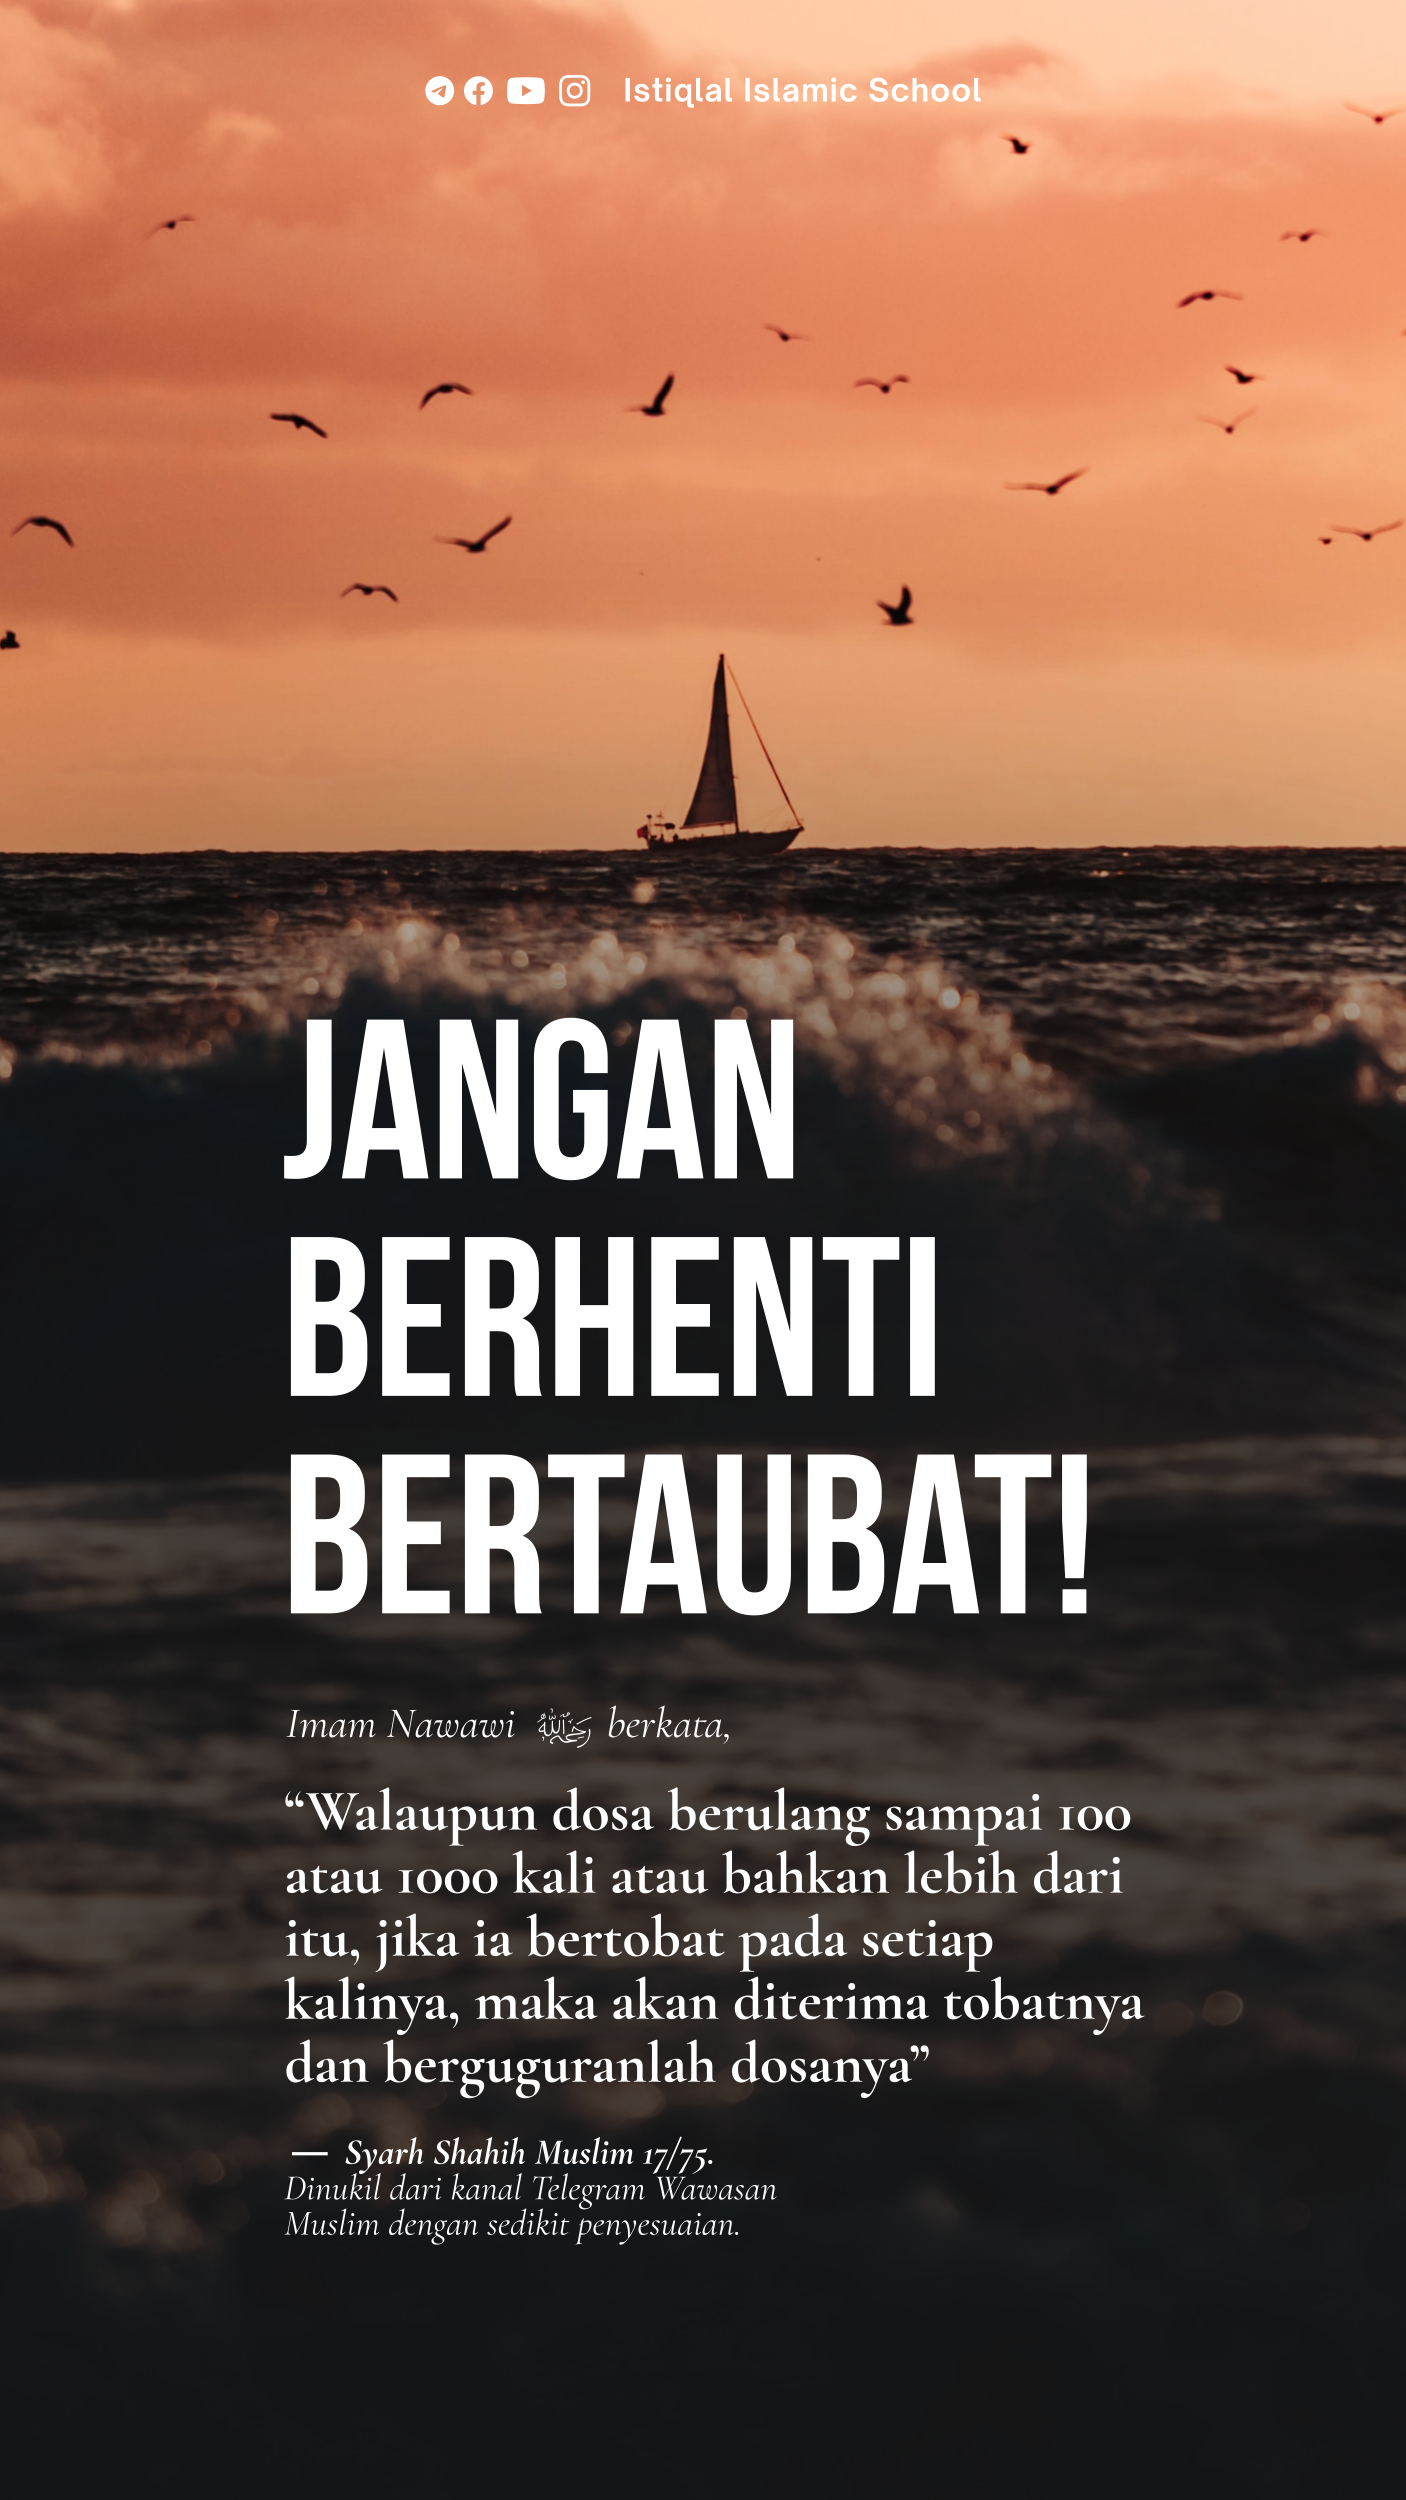 Istiqlal Islamic School
JANGAN
BERHENTI
BERTAUBAT!
Imam Nawawi رحمه الله berkata,
“Walaupun dosa berulang sampai 100
atau 1000 kali atau bahkan lebih dari
itu, jika ia bertobat pada setiap
kalinya, maka akan diterima tobatnya
dan berguguranlah dosanya”
— Syarh Shahih Muslim 17/75.
Dinukil dari kanal Telegram Wawasan
Muslim dengan sedikit penyesuaian.